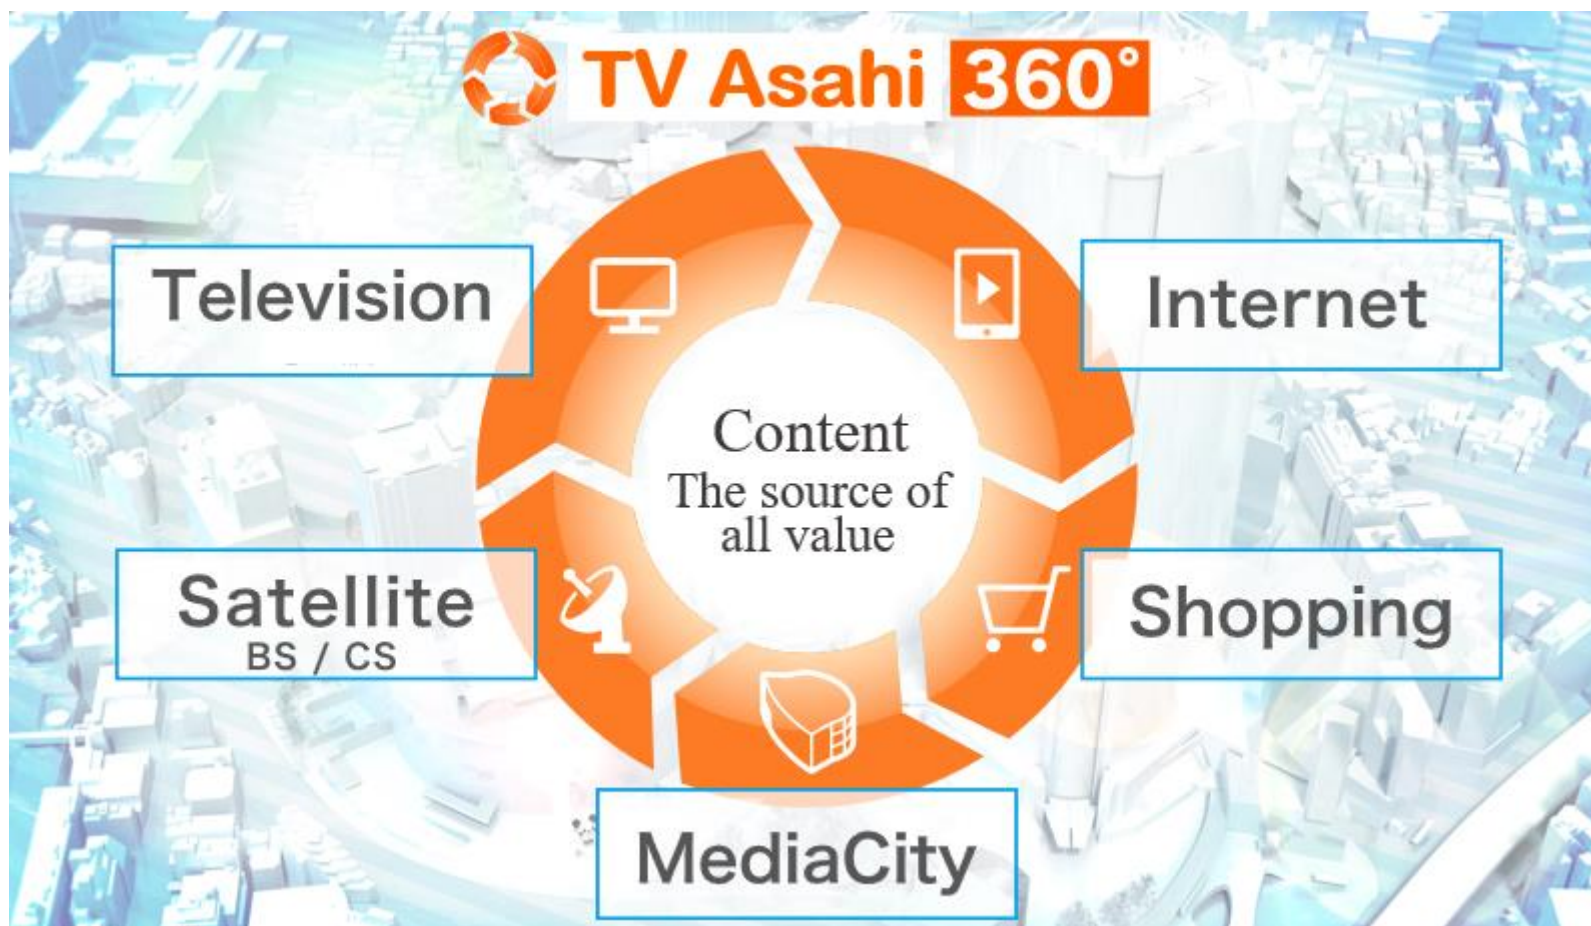 TV Asahi 360°
Television
Internet
Content
The source of
all value
Satellite
BS / CS
Shopping
MediaCity